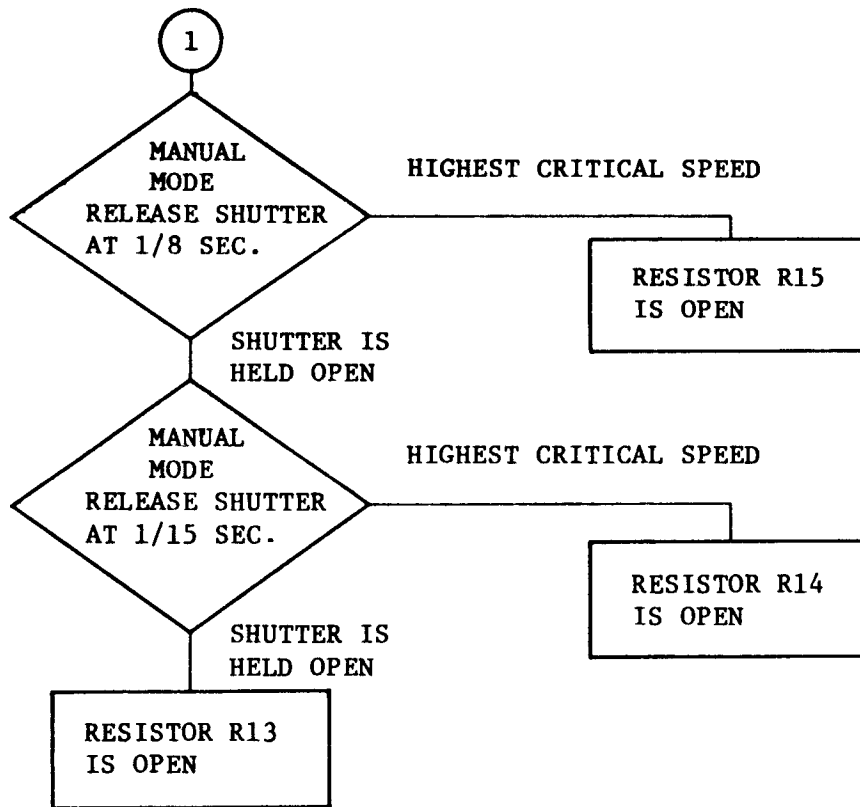 1
MANUAL
MODE
RELEASE SHUTTER
AT 1/8 SEC.
HIGHEST CRITICAL SPEED
RESISTOR R15
IS OPEN
SHUTTER IS
HELD OPEN
MANUAL
MODE
RELEASE SHUTTER
AT 1/15 SEC.
HIGHEST CRITICAL SPEED
RESISTOR R14
IS OPEN
SHUTTER IS
HELD OPEN
RESISTOR R13
IS OPEN